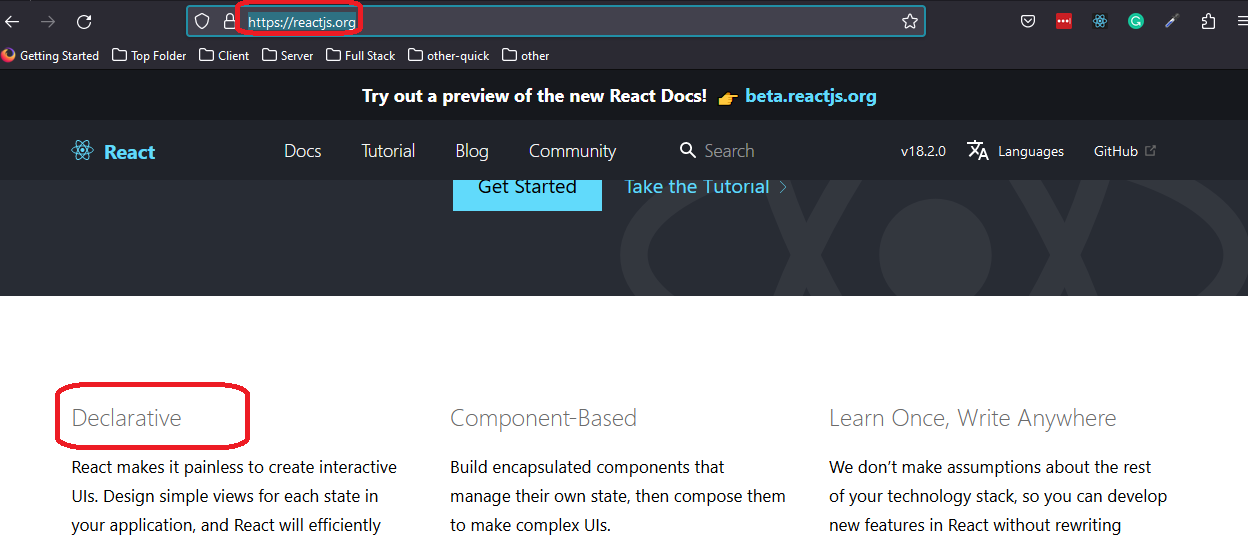 https://reactjs.org
Getting Started Top Folder Client Server Full Stack other-quick other
Try out a preview of the new React Docs! 👉 beta.reactjs.org
React Docs Tutorial Blog Community Search v18.2.0 Languages GitHub
Get Started Take the Tutorial
Declarative
React makes it painless to create interactive
UIs. Design simple views for each state in
your application, and React will efficiently
Component-Based
Build encapsulated components that
manage their own state, then compose them
to make complex UIs.
Learn Once, Write Anywhere
We don’t make assumptions about the rest
of your technology stack, so you can develop
new features in React without rewriting